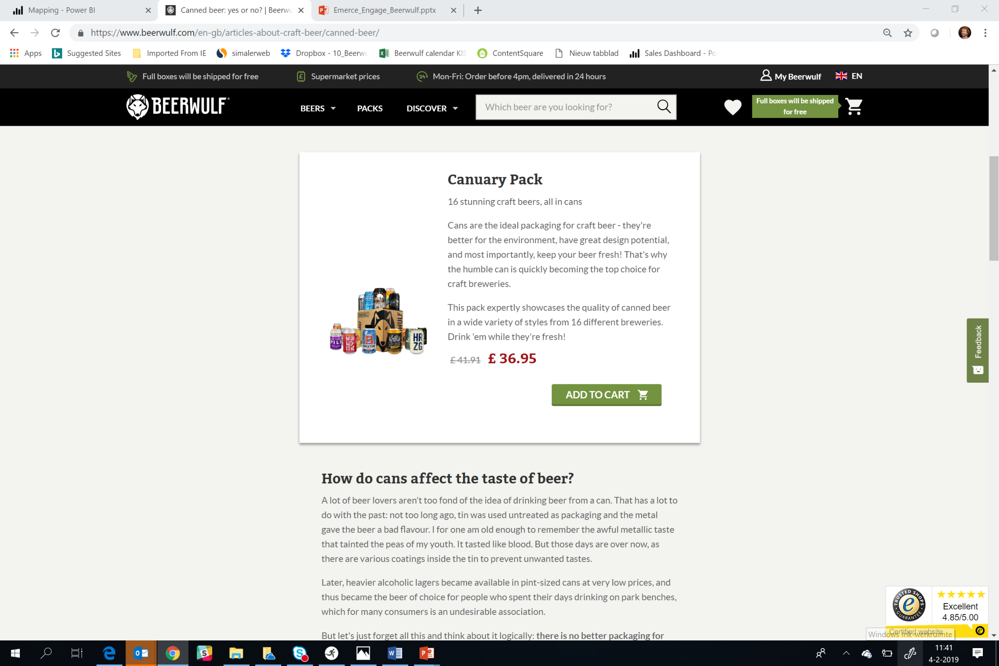 Mapping - Power BI
Canned beer: yes or no? | Beerwu
Emerce_Engage_Beerwulf.pptx
https://www.beerwulf.com/en-gb/articles-about-craft-beer/canned-beer/
Apps
Suggested Sites
Imported From IE
simalerweb
Dropbox - 10_Beerwu
Beerwulf calendar KIS
ContentSquare
Nieuw tabblad
Sales Dashboard - Po
Full boxes will be shipped for free
Supermarket prices
24
Mon-Fri: Order before 4pm, delivered in 24 hours
My Beerwulf
EN
BEERWULF
BEERS
PACKS
DISCOVER
Which beer are you looking for?
Full boxes will be shipped
for free
Canuary Pack
16 stunning craft beers, all in cans
Cans are the ideal packaging for craft beer - they're
better for the environment, have great design potential,
and most importantly, keep your beer fresh! That's why
the humble can is quickly becoming the top choice for
craft breweries.
This pack expertly showcases the quality of canned beer
in a wide variety of styles from 16 different breweries.
Drink 'em while they're fresh!
PILS
BRIXTON
STONE
HR
ZG
£ 41.91 £ 36.95
ADD TO CART
Feedback
How do cans affect the taste of beer?
A lot of beer lovers aren’t too fond of the idea of drinking beer from a can. That has a lot to
do with the past: not too long ago, tin was used untreated as packaging and the metal
gave the beer a bad flavour. I for one am old enough to remember the awful metallic taste
that tainted the peas of my youth. It tasted like blood. But those days are over now, as
there are various coatings inside the tin to prevent unwanted tastes.
Later, heavier alcoholic lagers became available in pint-sized cans at very low prices, and
thus became the beer of choice for people who spent their days drinking on park benches,
which for many consumers is an undesirable association.
But let's just forget all this and think about it logically: there is no better packaging for
TRUSTED SHOPS
GUARANTEE
Excellent
4.85/5.00
Certified website
Windows Ink-werkruimte
11:41
4-2-2019